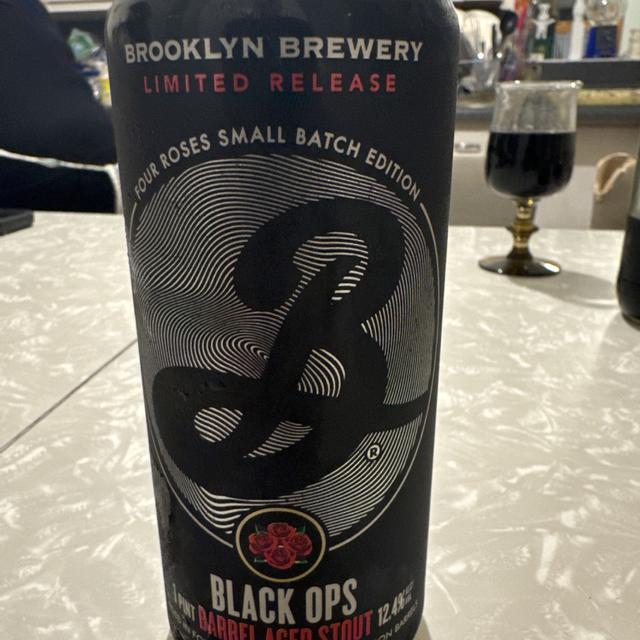 BROOKLYN BREWERY
LIMITED RELEASE
FOUR ROSES SMALL BATCH EDITION
B
®
BLACK OPS
1 PINT BARREL AGED STOUT 12.4%